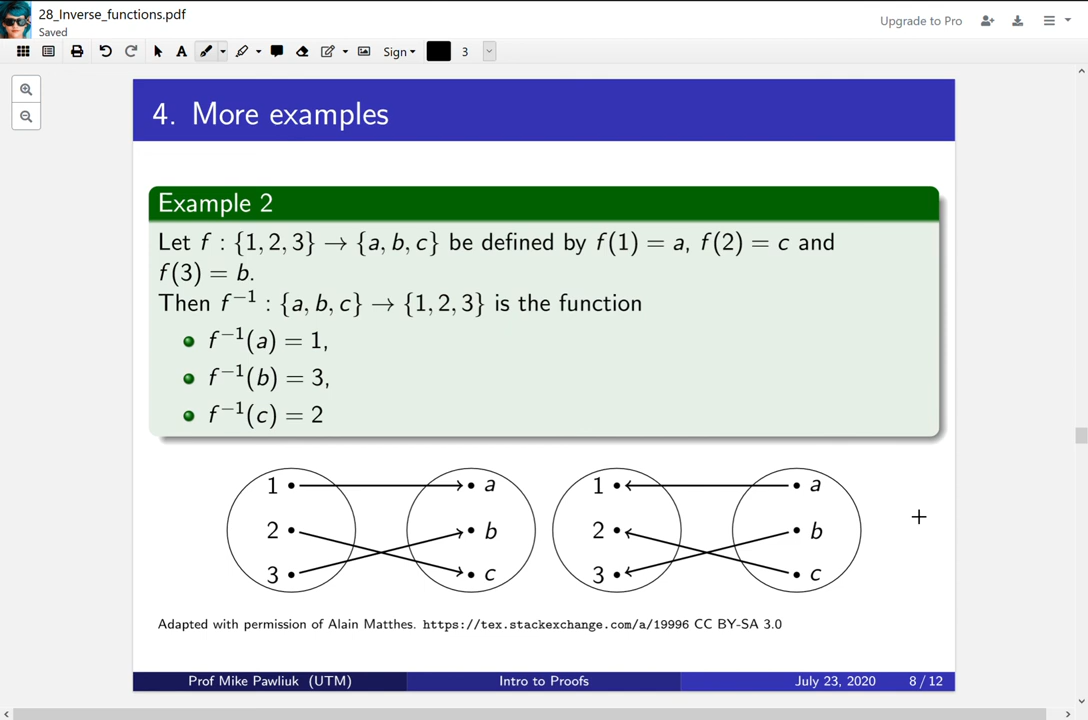 28_Inverse_functions.pdf
Saved
Upgrade to Pro
A
Sign
3
4. More examples
Example 2
Let f : {1, 2, 3} → {a, b, c} be defined by f(1) = a, f(2) = c and
f(3) = b.
Then f⁻¹ : {a, b, c} → {1, 2, 3} is the function
f⁻¹(a) = 1,
f⁻¹(b) = 3,
f⁻¹(c) = 2
1 a 1 a
2 b 2 b
3 c 3 c
Adapted with permission of Alain Matthes. https://tex.stackexchange.com/a/19996 CC BY-SA 3.0
Prof Mike Pawliuk (UTM) Intro to Proofs July 23, 2020 8 / 12